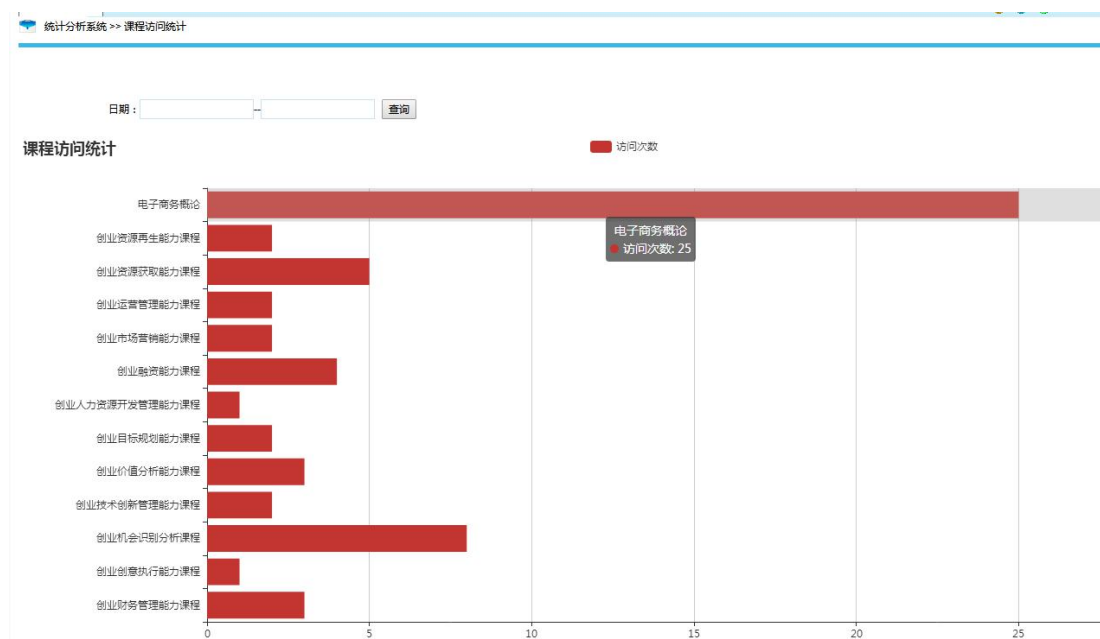 统计分析系统 >> 课程访问统计
日期：
--
查询
课程访问统计
访问次数
电子商务概论
电子商务概论
访问次数: 25
创业资源再生能力课程
创业资源获取能力课程
创业运营管理能力课程
创业市场营销能力课程
创业融资能力课程
创业人力资源开发管理能力课程
创业目标规划能力课程
创业价值分析能力课程
创业技术创新管理能力课程
创业机会识别分析课程
创业创意执行能力课程
创业财务管理能力课程
0 5 10 15 20 25